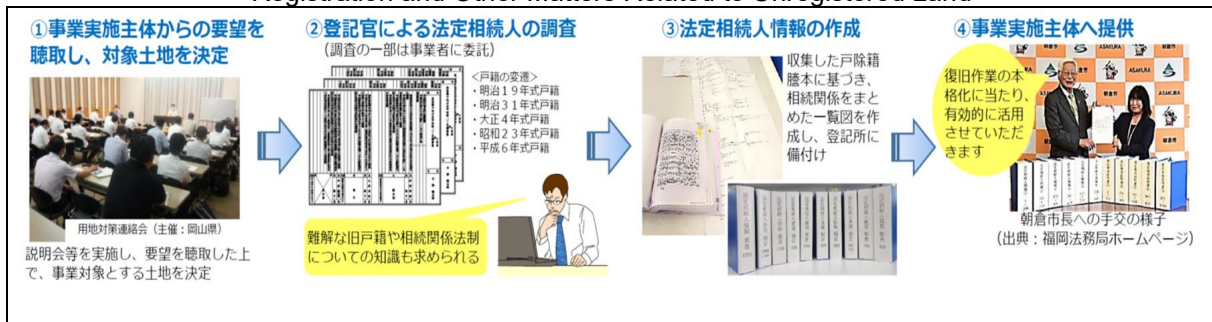 Registration and Other Matters Related to Unregistered Land
①事業実施主体からの要望を
聴取し、対象土地を決定
用地対策連絡会（主催：岡山県）
説明会等を実施し、要望を聴取した上
で、事業対象とする土地を決定
②登記官による法定相続人の調査
（調査の一部は事業者に委託）
＜戸籍の変遷＞
・明治１９年式戸籍
・明治３１年式戸籍
・大正４年式戸籍
・昭和２３年式戸籍
・平成６年式戸籍
難解な旧戸籍や相続関係法制
についての知識も求められる
③法定相続人情報の作成
収集した戸除籍
謄本に基づき、
相続関係をまと
めた一覧図を作
成し、登記所に
備付け
④事業実施主体へ提供
復旧作業の本
格化に当たり、
有効的に活用
させていただ
きます
朝倉市
ASAKURA
朝倉市長への手交の様子
（出典：福岡法務局ホームページ）